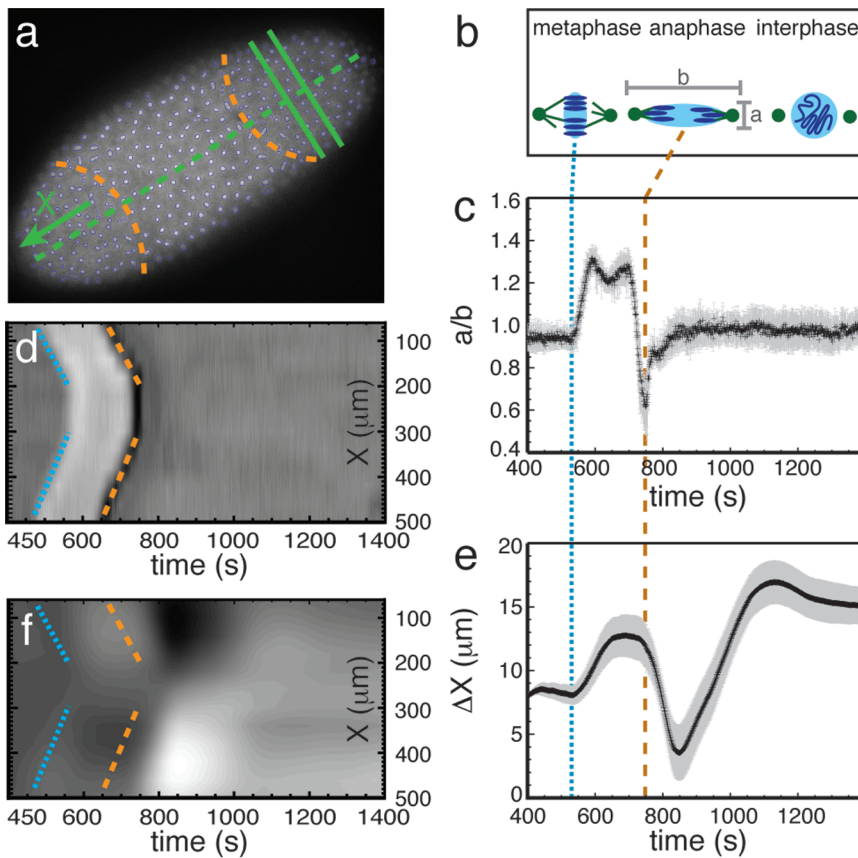 a
X
b
metaphase anaphase interphase
b
a
c
1.6
1.4
1.2
1.0
0.8
0.6
0.4
a/b
400 600 800 1000 1200
time (s)
d
100
200
300
400
500
X (μm)
450 600 800 1000 1200 1400
time (s)
e
20
15
10
5
0
ΔX (μm)
400 600 800 1000 1200
time (s)
f
100
200
300
400
500
X (μm)
450 600 800 1000 1200 1400
time (s)